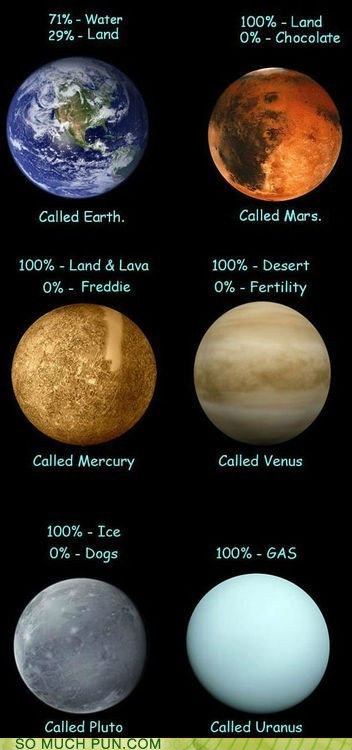 71% - Water
29% - Land
Called Earth.
100% - Land
0% - Chocolate
Called Mars.
100% - Land & Lava
0% - Freddie
Called Mercury
100% - Desert
0% - Fertility
Called Venus
100% - Ice
0% - Dogs
Called Pluto
100% - GAS
Called Uranus
SO MUCH PUN.COM